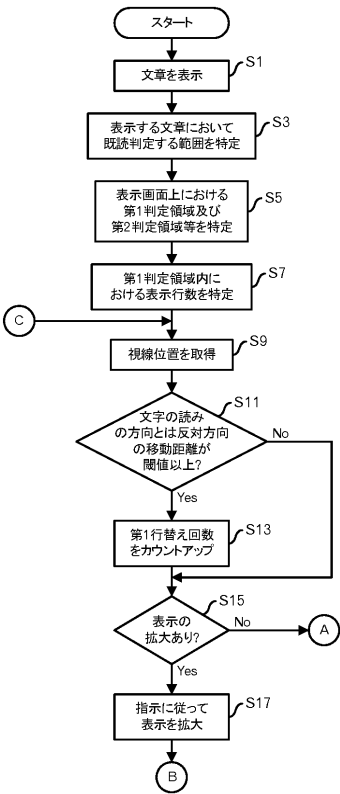 スタート
S1
文章を表示
S3
表示する文章において
既読判定する範囲を特定
S5
表示画面上における
第1判定領域及び
第2判定領域等を特定
S7
第1判定領域内に
おける表示行数を特定
C
S9
視線位置を取得
S11
文字の読み
の方向とは反対方向
の移動距離が
閾値以上?
No
Yes
S13
第1行替え回数
をカウントアップ
S15
表示の
拡大あり?
No
A
Yes
S17
指示に従って
表示を拡大
B